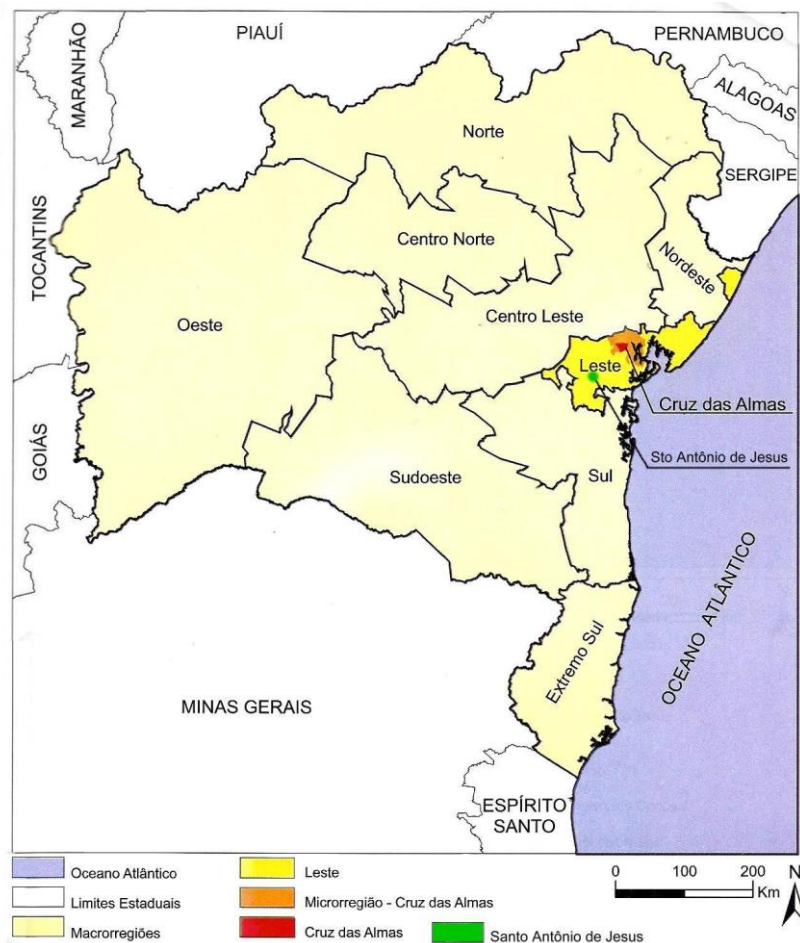 PIAUÍ
PERNAMBUCO
MARANHÃO
ALAGOAS
Norte
SERGIPE
TOCANTINS
Centro Norte
Nordeste
Oeste
Centro Leste
Leste
Cruz das Almas
GOIÁS
Sto Antônio de Jesus
Sudoeste
Sul
OCEANO ATLÂNTICO
Extremo Sul
MINAS GERAIS
ESPÍRITO
SANTO
Oceano Atlântico
Leste
0 100 200
Km
N
Limites Estaduais
Microrregião - Cruz das Almas
Macrorregiões
Cruz das Almas
Santo Antônio de Jesus